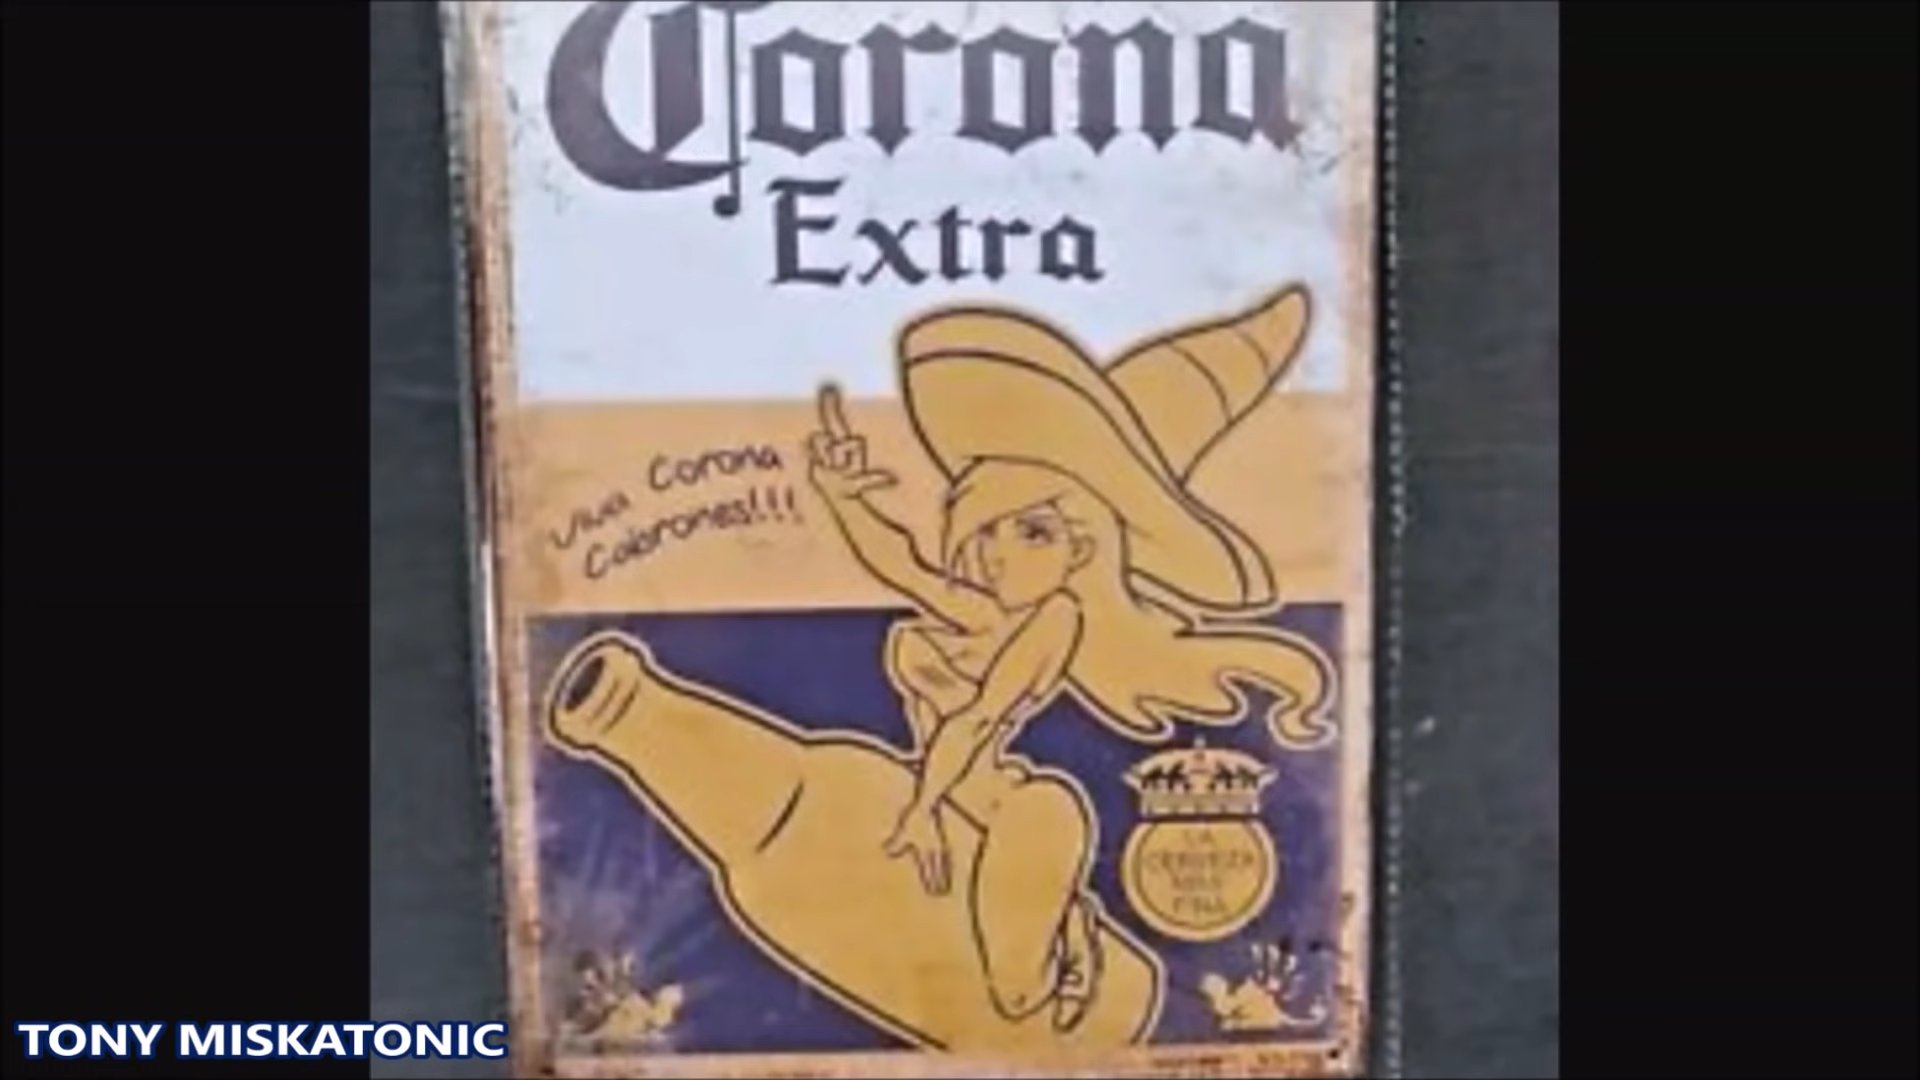 Corona
Extra
Viva Corona
Cabrones!!!
LA
CERVEZA
MAS
FINA
TONY MISKATONIC